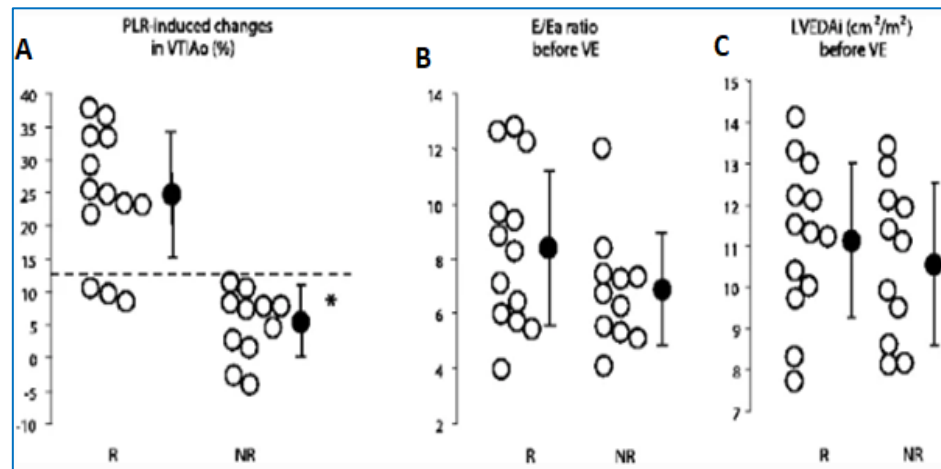 A
PLR-induced changes
in VTIAo (%)
40
35
30
25
20
15
10
5
0
-5
-10
*
R NR
B
E/Ea ratio
before VE
14
12
10
8
6
4
2
R NR
C
LVEDAi (cm²/m²)
before VE
15
14
13
12
11
10
9
8
7
R NR